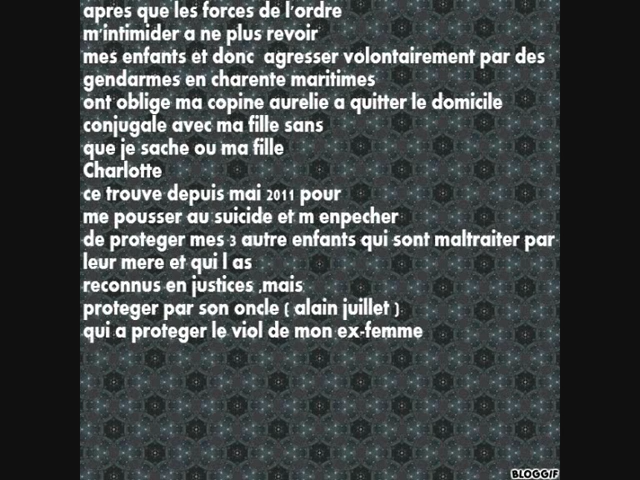 apres que les forces de l'ordre
m'intimider a ne plus revoir
mes enfants et donc agresser volontairement par des
gendarmes en charente maritimes
ont oblige ma copine aurelie a quitter le domicile
conjugale avec ma fille sans
que je sache ou ma fille
Charlotte
ce trouve depuis mai 2011 pour
me pousser au suicide et m enpecher
de proteger mes 3 autre enfants qui sont maltraiter par
leur mere et qui l as
reconnus en justices ,mais
proteger par son oncle ( alain juillet )
qui a proteger le viol de mon ex-femme
BLOGGIF